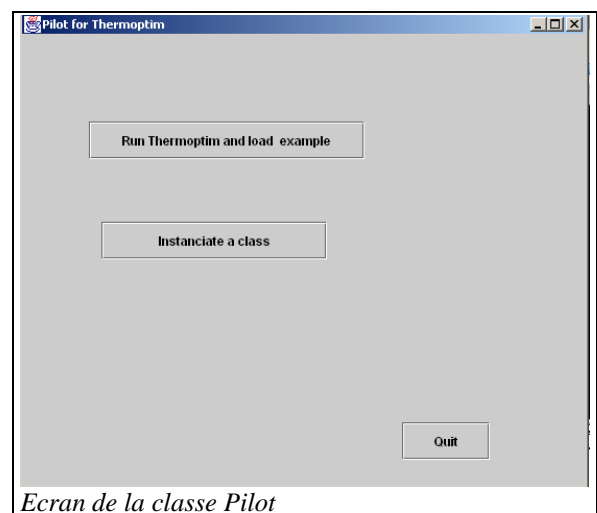 Pilot for Thermoptim
Run Thermoptim and load example
Instanciate a class
Quit
Ecran de la classe Pilot